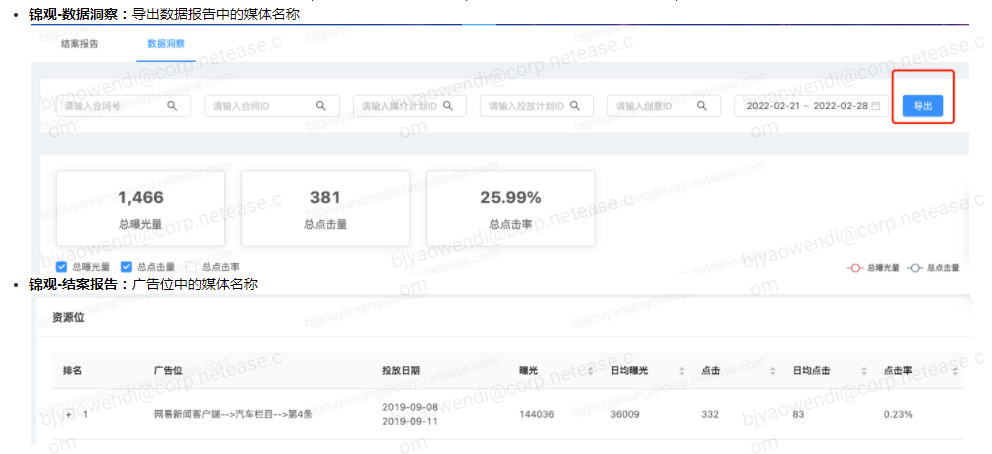 锦观-数据洞察：导出数据报告中的媒体名称
结案报告 数据洞察
请输入合同号 请输入合同ID 请输入媒介计划ID 请输入投放计划ID 请输入创意ID 2022-02-21 ~ 2022-02-28 导出
1,466 381 25.99%
总曝光量 总点击量 总点击率
总曝光量 总点击量 总点击率 总曝光量 总点击量
锦观-结案报告：广告位中的媒体名称
资源位
排名 广告位 投放日期 曝光 日均曝光 点击 日均点击 点击率
+ 1 网易新闻客户端-->汽车栏目-->第4条 2019-09-08 144036 36009 332 83 0.23%
2019-09-11
bjyaowendi@corp.netease.com
bjgouyanqing@corp.netease.com